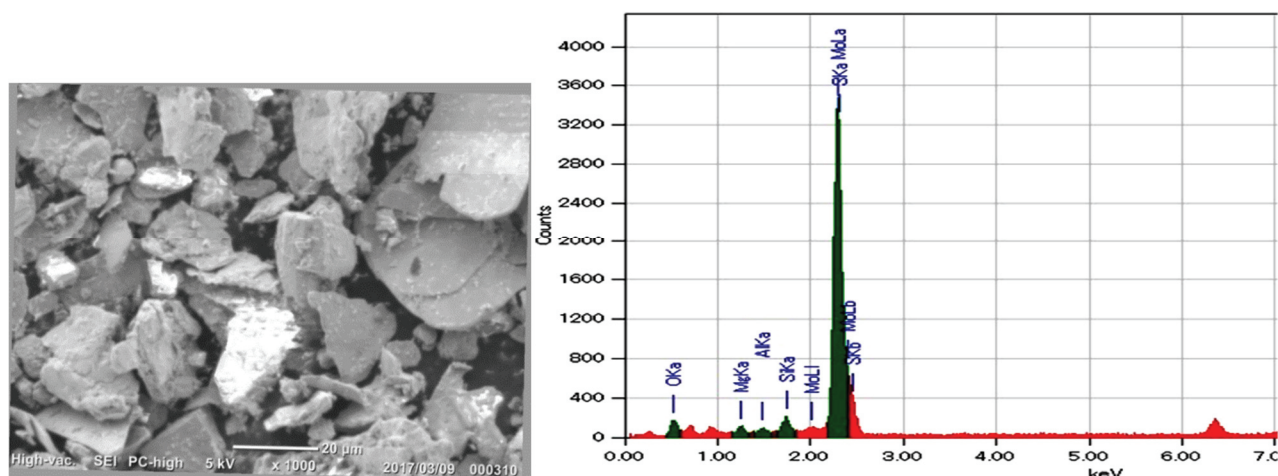 High-vac. SEI PC-high 5 kV x 1000 20 μm 2017/03/09 000310
Counts
4000
3600
3200
2800
2400
2000
1600
1200
800
400
0
OKa
MgKa
AlKa
SiKa
MoLl
SKa MoLa
SKb MoLb
0.00 1.00 2.00 3.00 4.00 5.00 6.00 7.0
keV